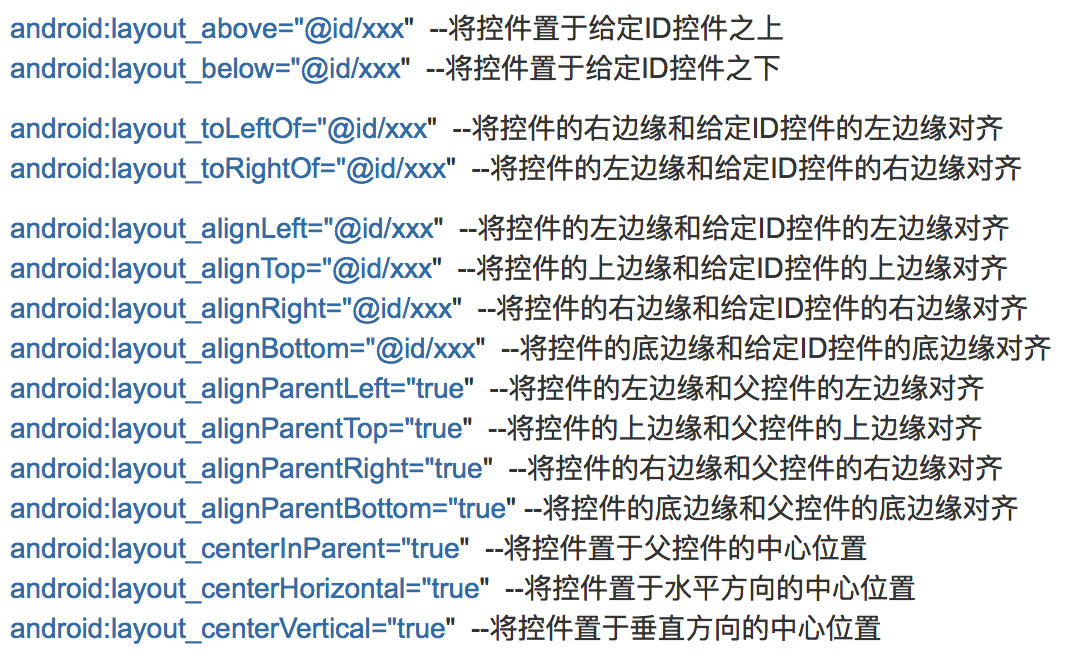 android:layout_above="@id/xxx" --将控件置于给定ID控件之上
android:layout_below="@id/xxx" --将控件置于给定ID控件之下
android:layout_toLeftOf="@id/xxx" --将控件的右边缘和给定ID控件的左边缘对齐
android:layout_toRightOf="@id/xxx" --将控件的左边缘和给定ID控件的右边缘对齐
android:layout_alignLeft="@id/xxx" --将控件的左边缘和给定ID控件的左边缘对齐
android:layout_alignTop="@id/xxx" --将控件的上边缘和给定ID控件的上边缘对齐
android:layout_alignRight="@id/xxx" --将控件的右边缘和给定ID控件的右边缘对齐
android:layout_alignBottom="@id/xxx" --将控件的底边缘和给定ID控件的底边缘对齐
android:layout_alignParentLeft="true" --将控件的左边缘和父控件的左边缘对齐
android:layout_alignParentTop="true" --将控件的上边缘和父控件的上边缘对齐
android:layout_alignParentRight="true" --将控件的右边缘和父控件的右边缘对齐
android:layout_alignParentBottom="true" --将控件的底边缘和父控件的底边缘对齐
android:layout_centerInParent="true" --将控件置于父控件的中心位置
android:layout_centerHorizontal="true" --将控件置于水平方向的中心位置
android:layout_centerVertical="true" --将控件置于垂直方向的中心位置